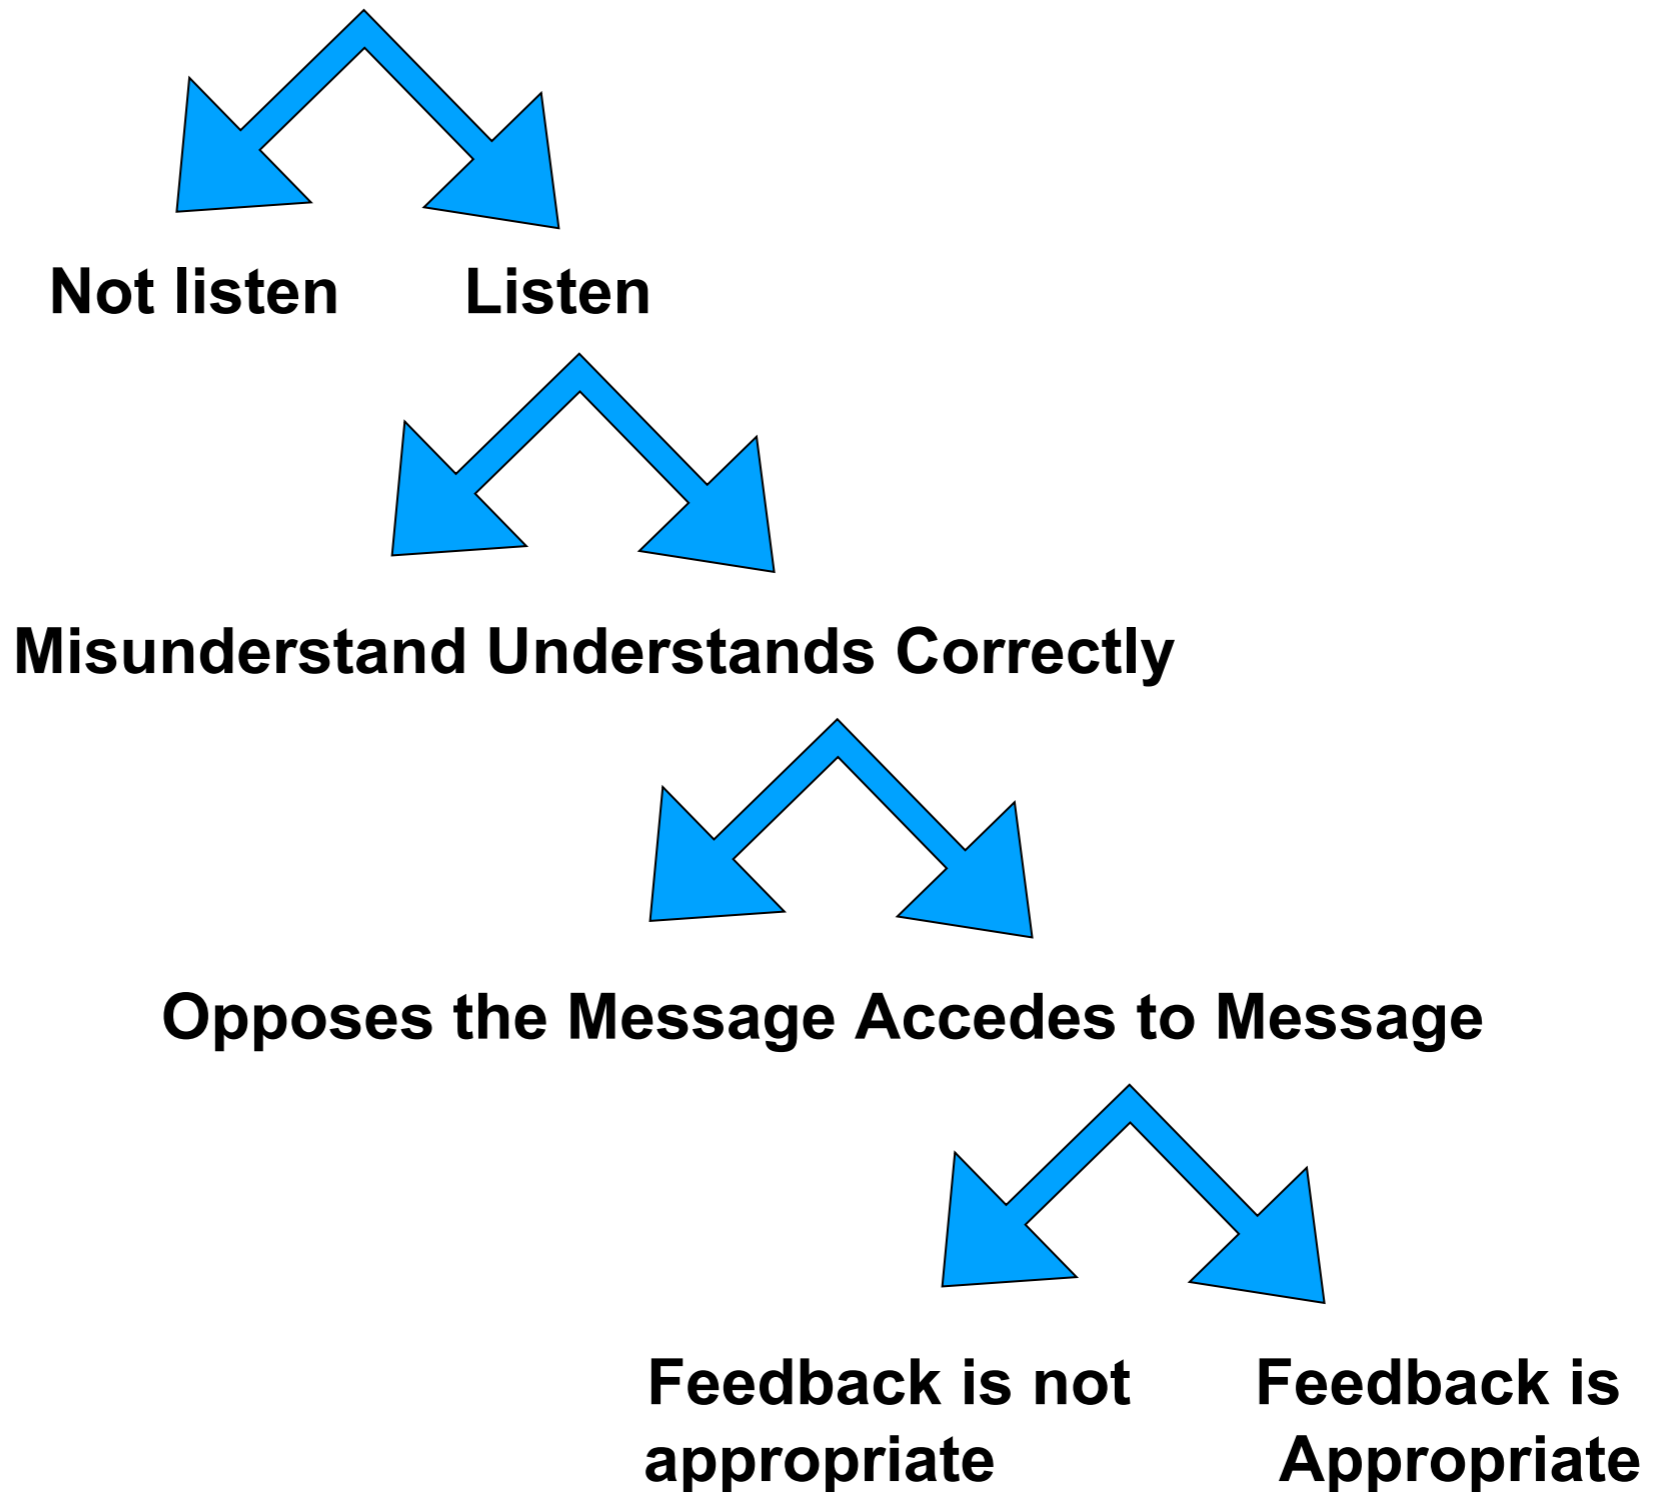 Not listen Listen
Misunderstand Understands Correctly
Opposes the Message Accedes to Message
Feedback is not Feedback is
appropriate Appropriate